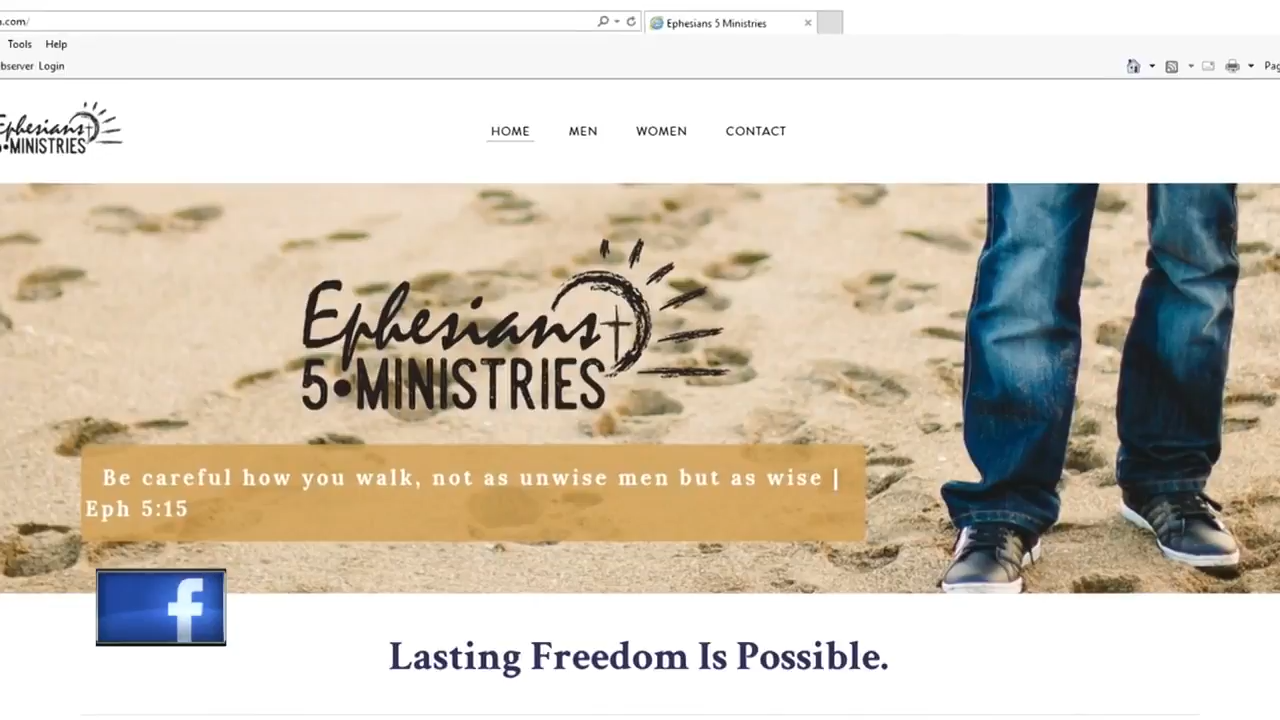 .com/
Ephesians 5 Ministries
Tools Help
bserver Login
Pag
Ephesians
5•MINISTRIES
HOME MEN WOMEN CONTACT
Ephesians
5•MINISTRIES
Be careful how you walk, not as unwise men but as wise |
Eph 5:15
f
Lasting Freedom Is Possible.